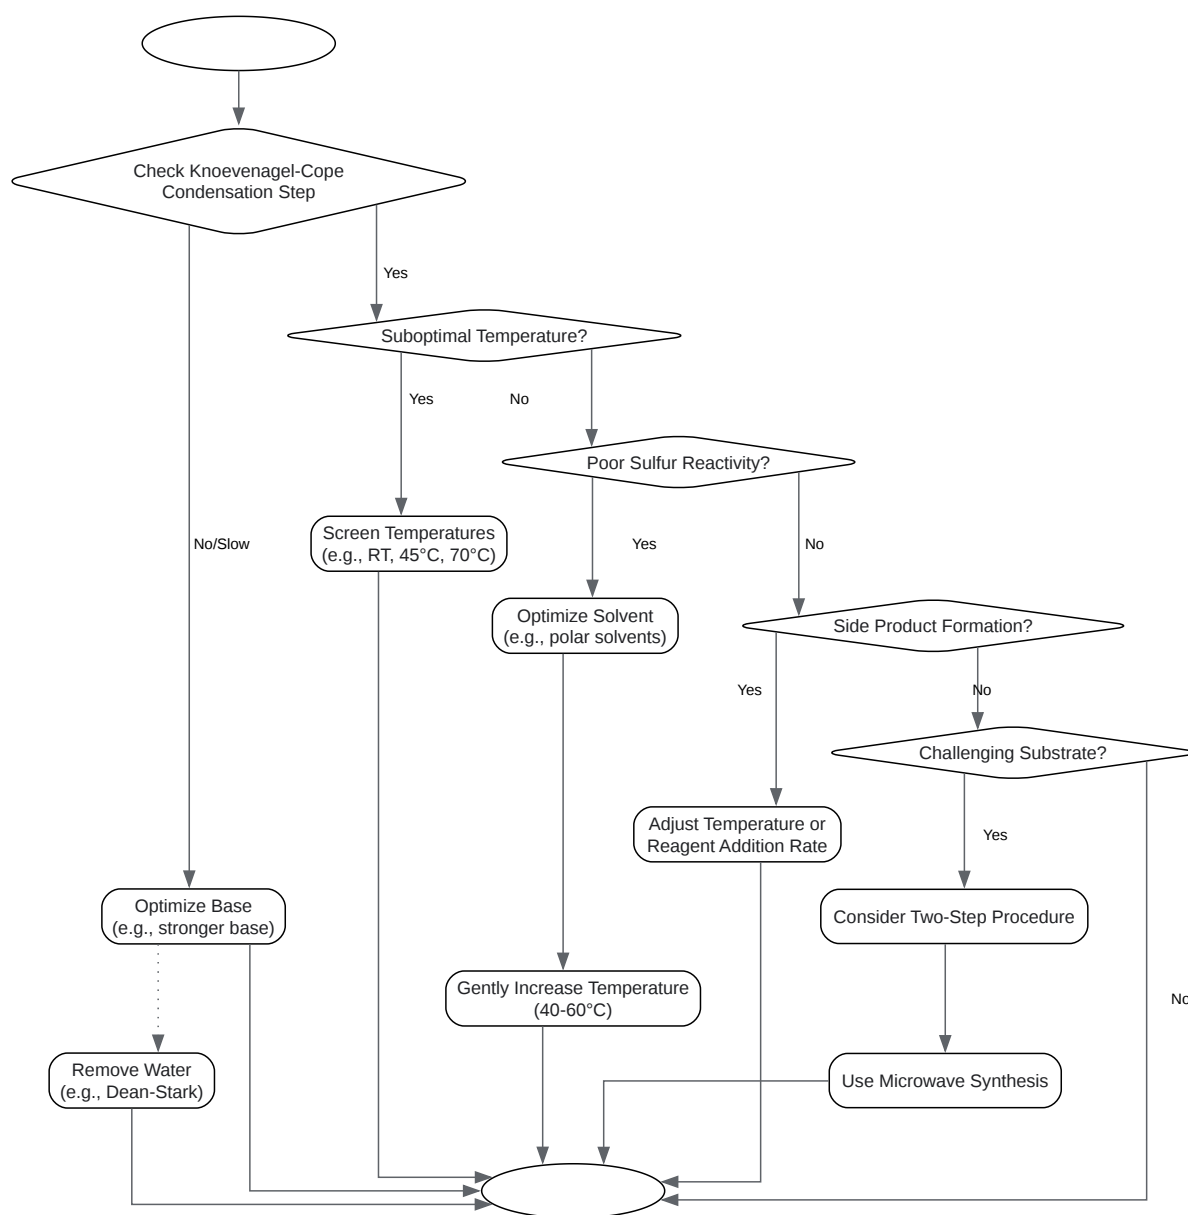 Check Knoevenagel-Cope
Condensation Step
Yes
Suboptimal Temperature?
Yes
No
Poor Sulfur Reactivity?
Screen Temperatures
(e.g., RT, 45°C, 70°C)
No/Slow
Yes
No
Optimize Solvent
(e.g., polar solvents)
Side Product Formation?
Yes
No
Challenging Substrate?
Adjust Temperature or
Reagent Addition Rate
Yes
Optimize Base
(e.g., stronger base)
Consider Two-Step Procedure
Gently Increase Temperature
(40-60°C)
No
Remove Water
(e.g., Dean-Stark)
Use Microwave Synthesis